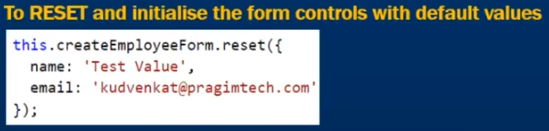 To RESET and initialise the form controls with default values
this.createEmployeeForm.reset({
name: 'Test Value',
email: 'kudvenkat@pragimtech.com'
});